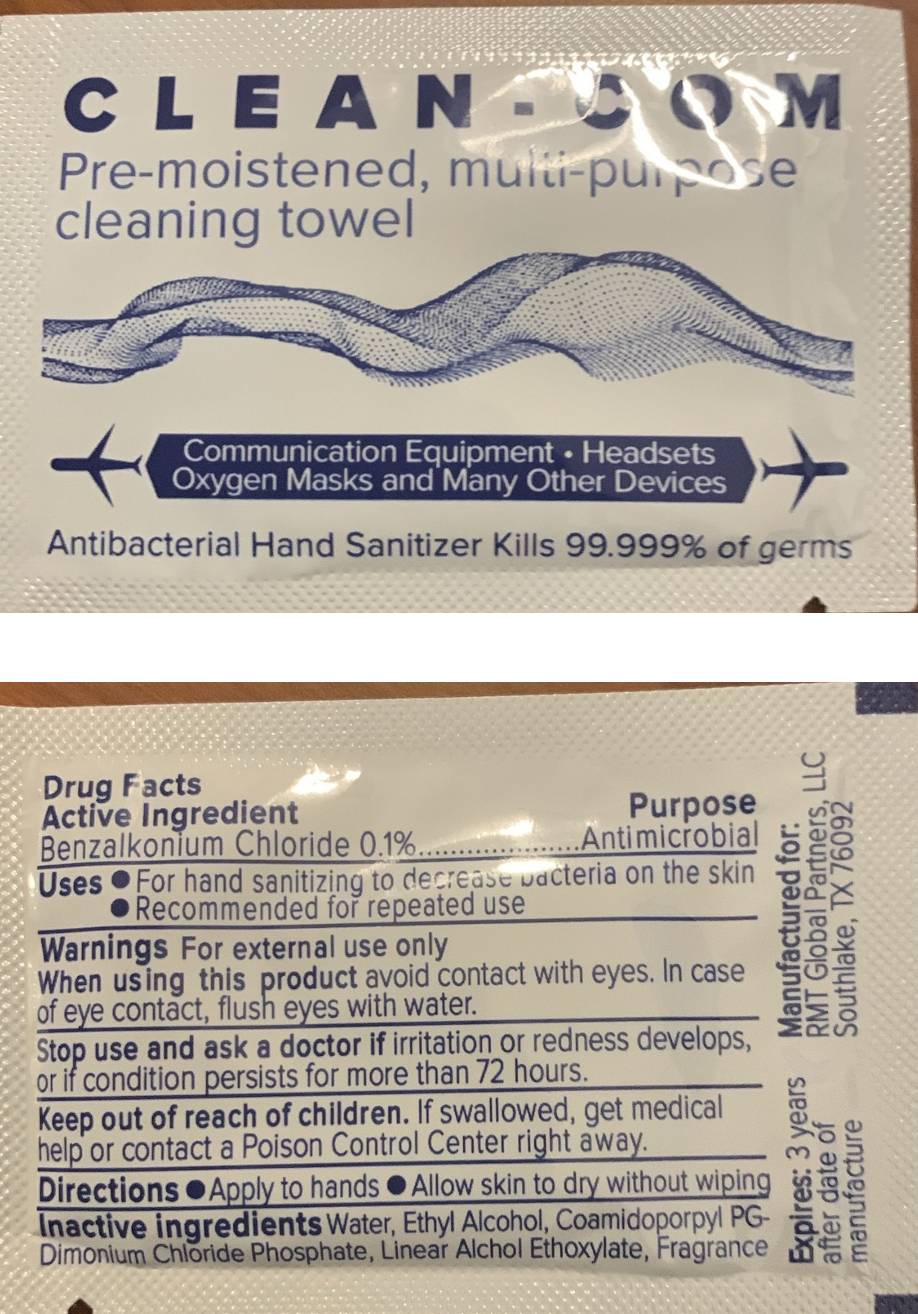 CLEAN-COM
Pre-moistened, multi-purpose
cleaning towel
Communication Equipment • Headsets
Oxygen Masks and Many Other Devices
Antibacterial Hand Sanitizer Kills 99.999% of germs
Drug Facts
Active Ingredient Purpose
Benzalkonium Chloride 0.1%....................Antimicrobial
Uses ● For hand sanitizing to decrease bacteria on the skin
● Recommended for repeated use
Warnings For external use only
When using this product avoid contact with eyes. In case
of eye contact, flush eyes with water.
Stop use and ask a doctor if irritation or redness develops,
or if condition persists for more than 72 hours.
Keep out of reach of children. If swallowed, get medical
help or contact a Poison Control Center right away.
Directions ● Apply to hands ● Allow skin to dry without wiping
Inactive ingredients Water, Ethyl Alcohol, Coamidoporpyl PG-
Dimonium Chloride Phosphate, Linear Alchol Ethoxylate, Fragrance
Manufactured for:
RMT Global Partners, LLC
Southlake, TX 76092
Expires: 3 years
after date of
manufacture